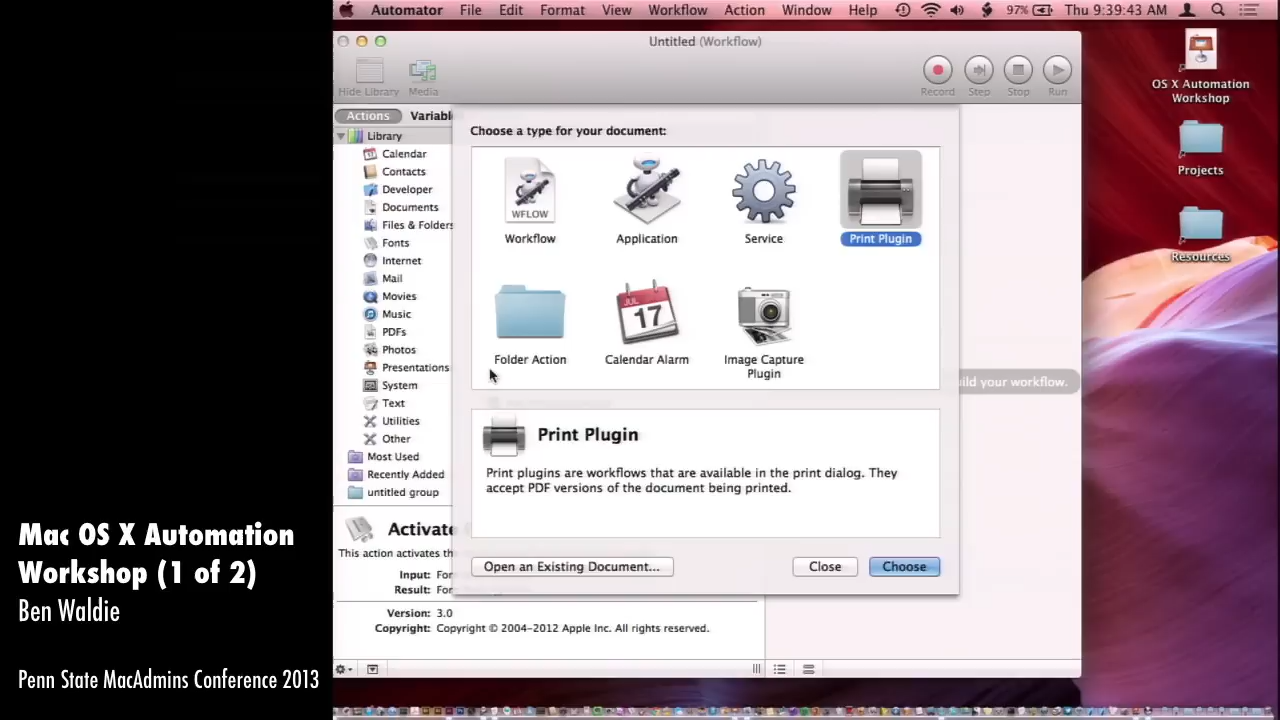 Automator File Edit Format View Workflow Action Window Help 97% Thu 9:39:43 AM
Untitled (Workflow)
Hide Library Media Record Step Stop Run
Actions Variabl
Library
Calendar
Contacts
Developer
Documents
Files & Folders
Fonts
Internet
Mail
Movies
Music
PDFs
Photos
Presentations
System
Text
Utilities
Other
Most Used
Recently Added
untitled group
Choose a type for your document:
WFLOW
Workflow Application Service Print Plugin
JUL
17
Folder Action Calendar Alarm Image Capture
Plugin
ild your workflow.
Print Plugin
Print plugins are workflows that are available in the print dialog. They
accept PDF versions of the document being printed.
Open an Existing Document... Close Choose
Activate
This action activates th
Input: For
Result: For
Version: 3.0
Copyright: Copyright © 2004-2012 Apple Inc. All rights reserved.
OS X Automation
Workshop
Projects
Resources
Mac OS X Automation
Workshop (1 of 2)
Ben Waldie
Penn State MacAdmins Conference 2013